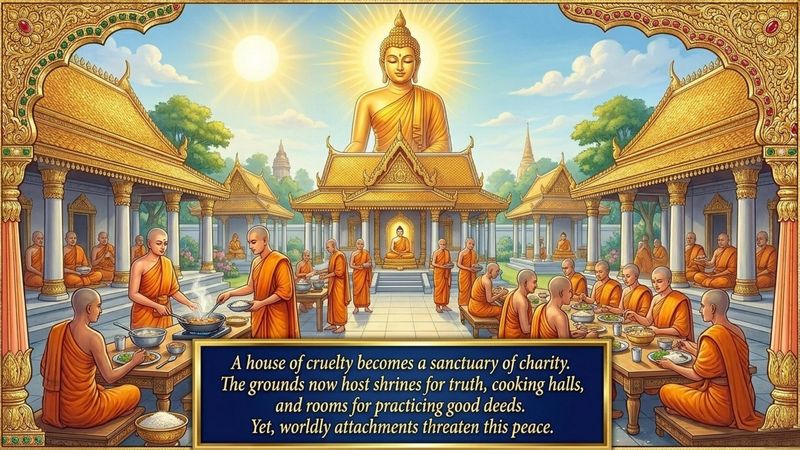 A house of cruelty becomes a sanctuary of charity.
The grounds now host shrines for truth, cooking halls,
and rooms for practicing good deeds.
Yet, worldly attachments threaten this peace.